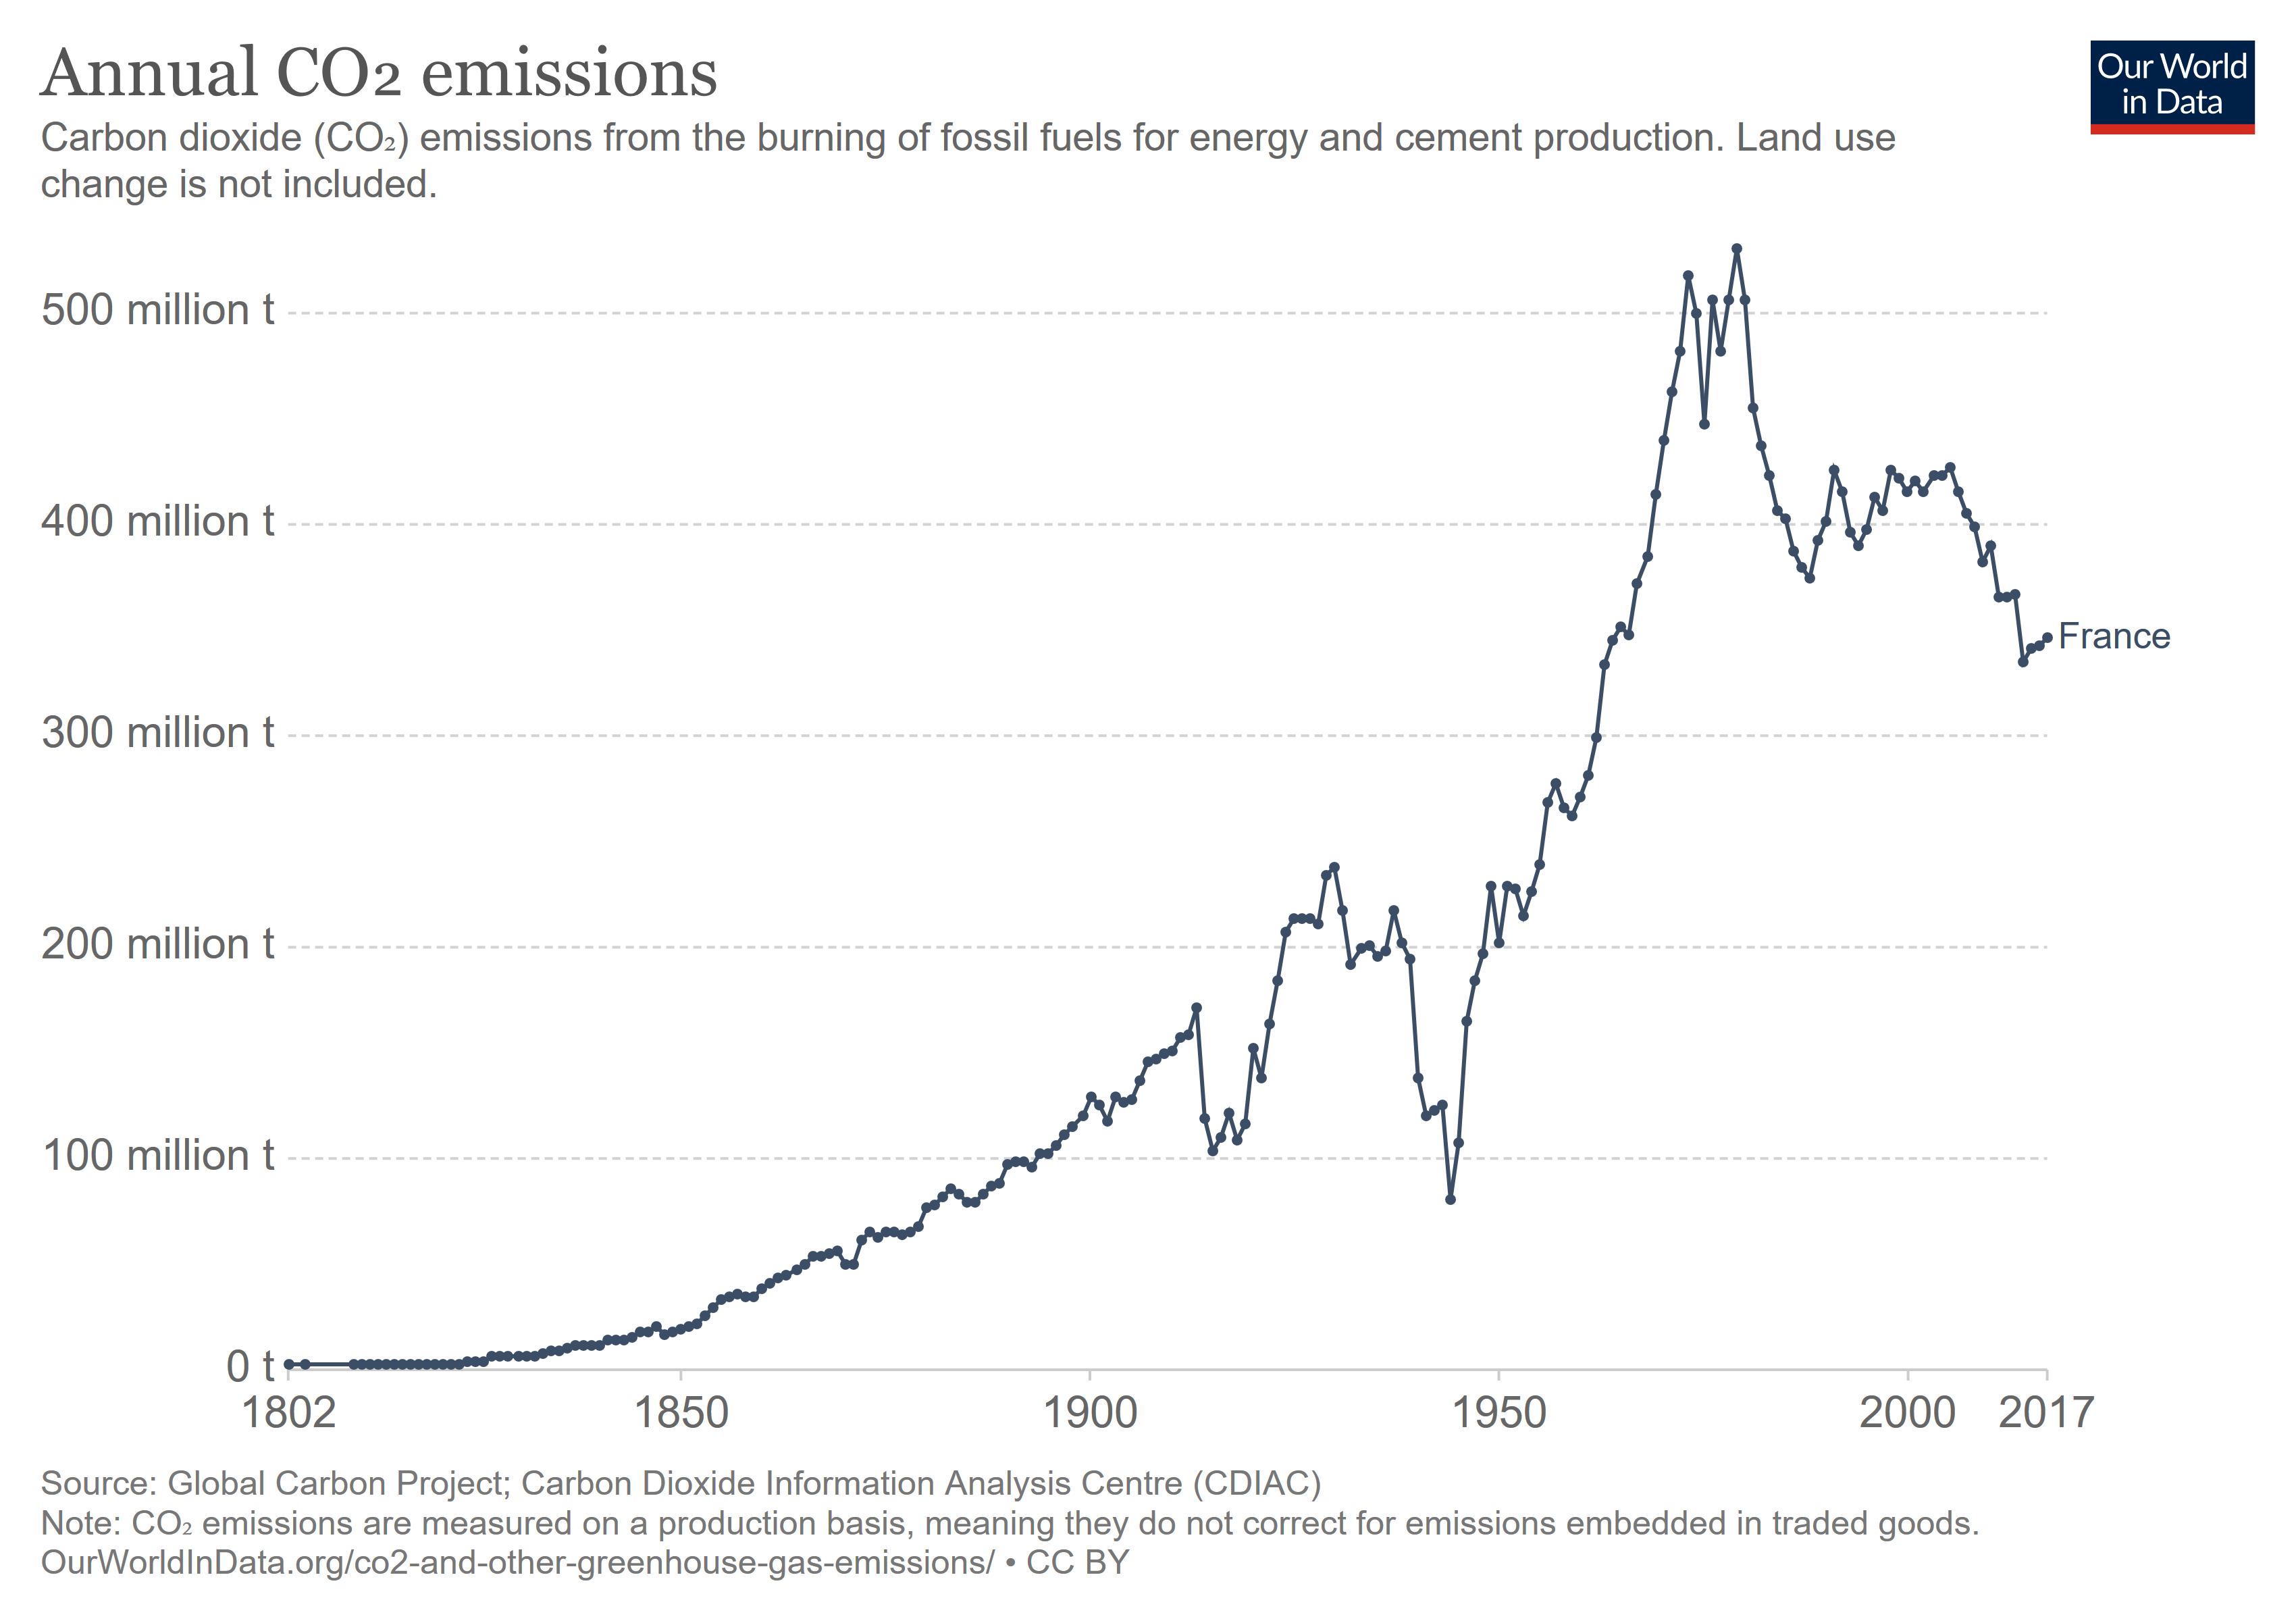 Annual CO2 emissions
Our World
in Data
Carbon dioxide (CO₂) emissions from the burning of fossil fuels for energy and cement production. Land use
change is not included.
500 million t
400 million t
300 million t
France
200 million t
100 million t
0 t
1802 1850 1900 1950 2000 2017
Source: Global Carbon Project; Carbon Dioxide Information Analysis Centre (CDIAC)
Note: CO₂ emissions are measured on a production basis, meaning they do not correct for emissions embedded in traded goods.
OurWorldInData.org/co2-and-other-greenhouse-gas-emissions/ • CC BY